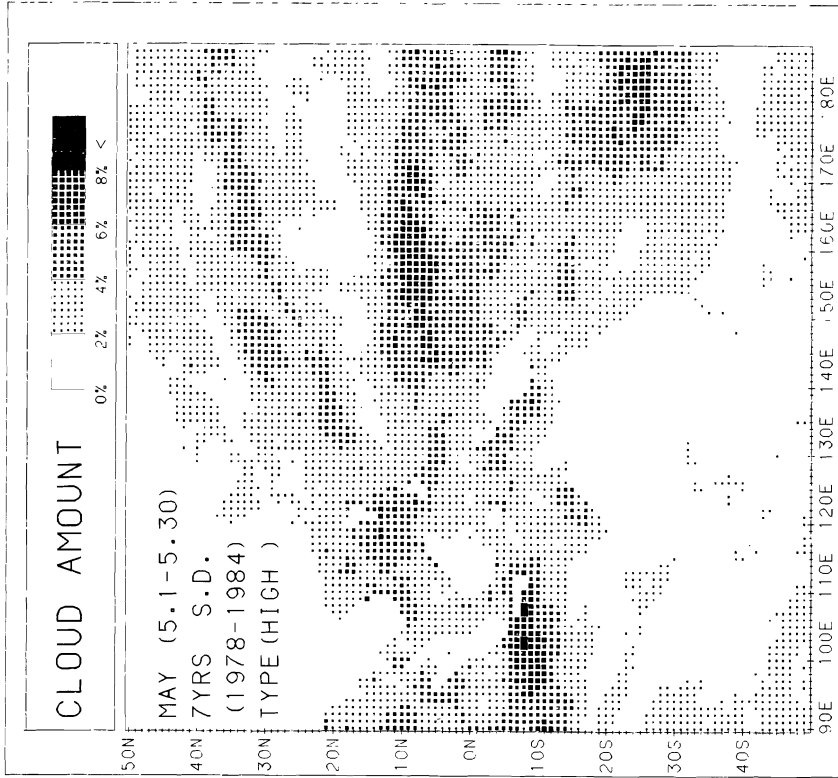 CLOUD AMOUNT
0% 2% 4% 6% 8% <
MAY (5.1-5.30)
7YRS S.D.
(1978-1984)
TYPE(HIGH )
50N
40N
30N
20N
10N
0N
10S
20S
30S
40S
90E 100E 110E 120E 130E 140E 150E 160E 170E 180E